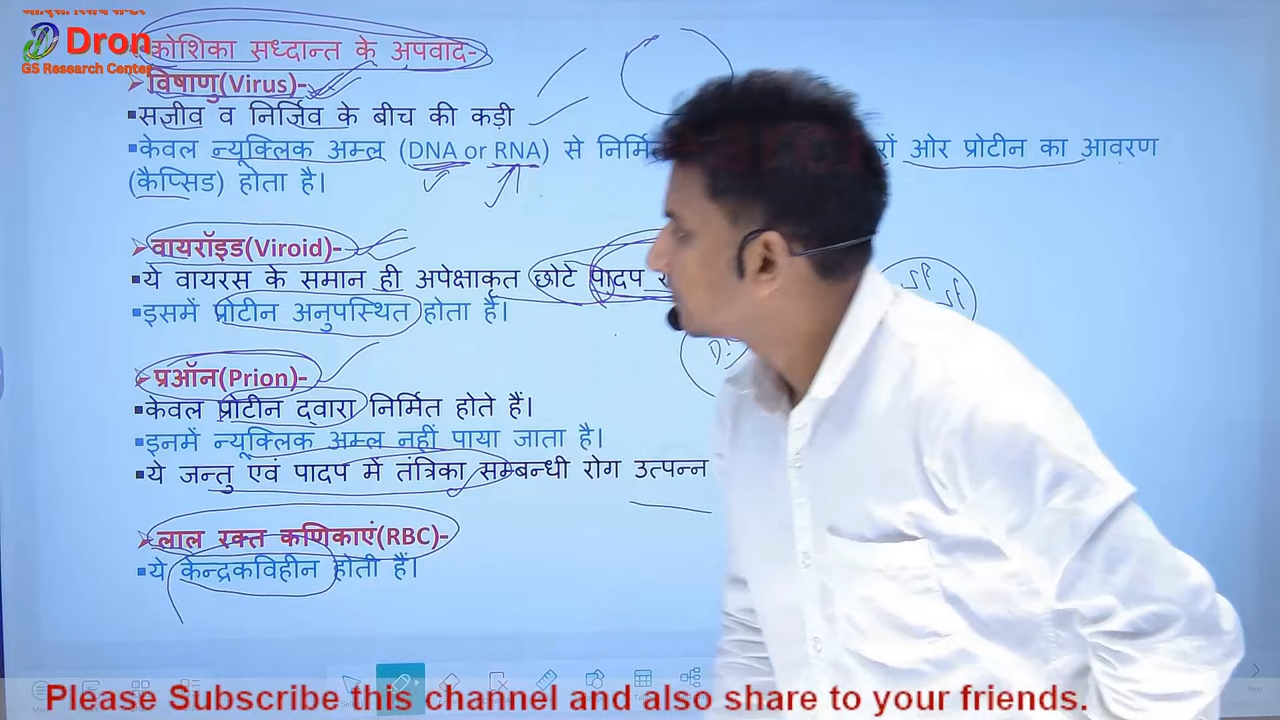 Dron
GS Research Center
कोशिका सध्दान्त के अपवाद-
➢विषाणु(Virus)-
▪सजीव व निर्जिव के बीच की कड़ी
▪केवल न्यूक्लिक अम्ल (DNA or RNA) से ओर प्रोटीन का आवरण
(कैप्सिड) होता है।
➢वायरॉइड(Viroid)-
▪ये वायरस के समान ही अपेक्षाकृत छोटे पादप
▪इसमें प्रोटीन अनुपस्थित होता है।
➢प्रऑन(Prion)-
▪केवल प्रोटीन द्वारा निर्मित होते हैं।
▪इनमें न्यूक्लिक अम्ल नहीं पाया जाता है।
▪ये जन्तु एवं पादप में तंत्रिका सम्बन्धी रोग उत्पन्न
➢लाल रक्त कणिकाएं(RBC)-
▪ये केन्द्रकविहीन होती हैं।
Next
Please Subscribe this channel and also share to your friends.